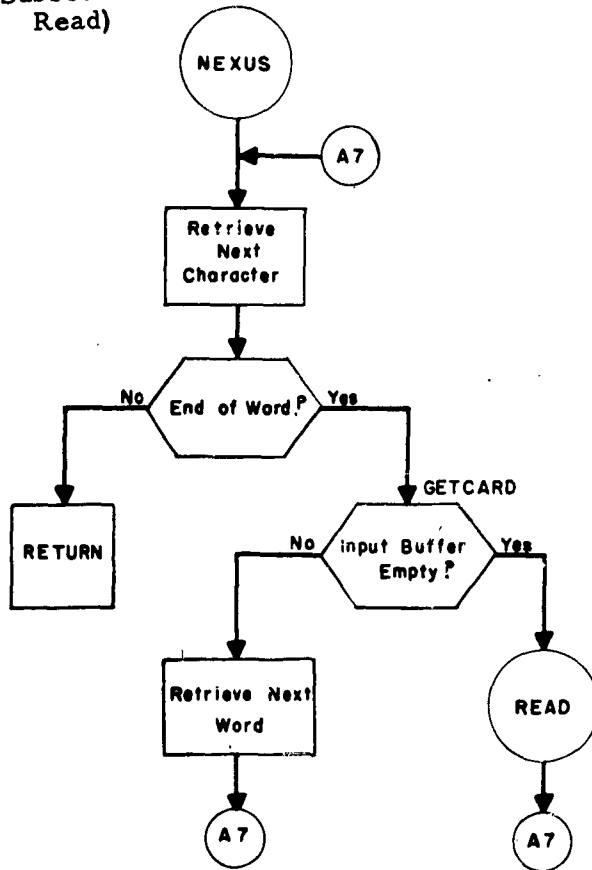 Read)
NEXUS
A7
Retrieve
Next
Character
No
End of Word?
Yes
GETCARD
RETURN
No
Input Buffer
Empty?
Yes
Retrieve Next
Word
READ
A7
A7